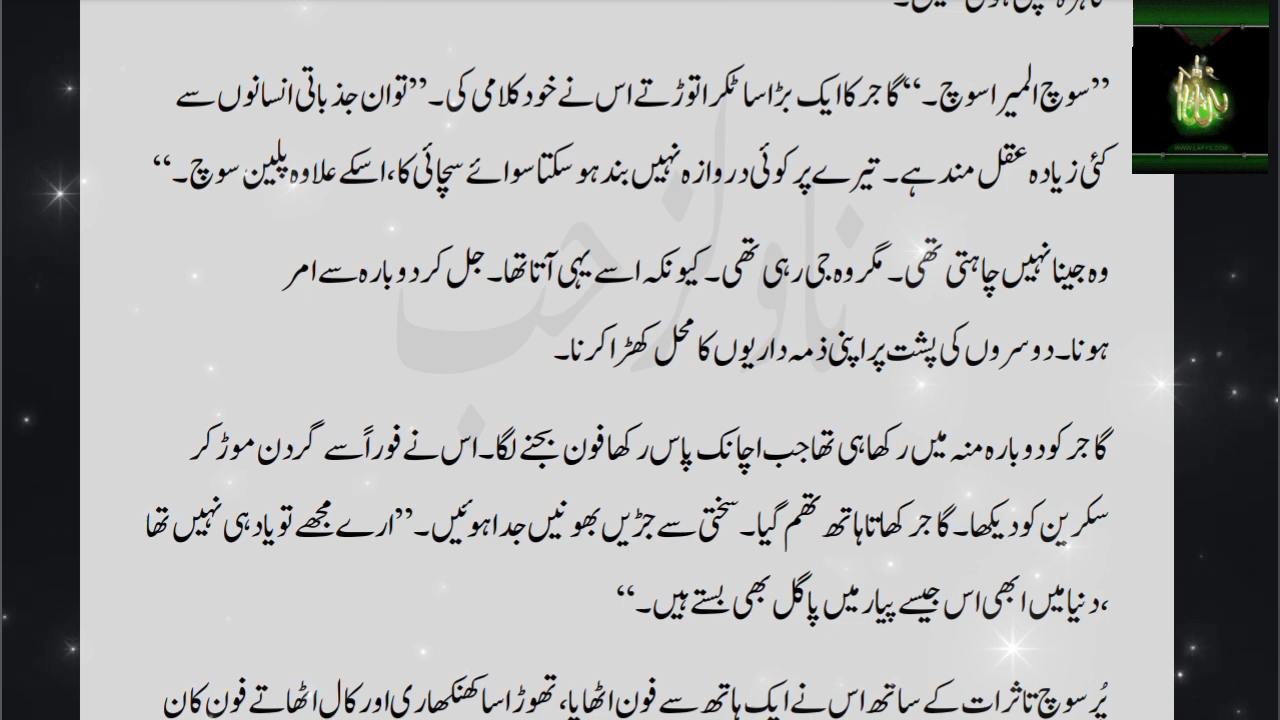 ”سوچ المیرا سوچ۔“ گاجر کا ایک بڑا سا ٹکرا توڑتے اس نے خود کلامی کی۔ ”تو ان جذباتی انسانوں سے
کئی زیادہ عقل مند ہے۔ تیرے پر کوئی دروازہ نہیں بند ہو سکتا سوائے سچائی کا، اسکے علاوہ پلین سوچ۔“
وہ جینا نہیں چاہتی تھی۔ مگر وہ جی رہی تھی۔ کیونکہ اسے یہی آتا تھا۔ جل کر دوبارہ سے امر
ہونا۔ دوسروں کی پشت پر اپنی ذمہ داریوں کا محل کھڑا کرنا۔
گاجر کو دوبارہ منہ میں رکھا ہی تھا جب اچانک پاس رکھا فون بجنے لگا۔ اس نے فوراً سے گردن موڑ کر
سکرین کو دیکھا۔ گاجر کھاتا ہاتھ تھم گیا۔ سختی سے جڑیں بھونیں جدا ہوئیں۔ ”ارے مجھے تو یاد ہی نہیں تھا
،دنیا میں ابھی اس جیسے پیار میں پاگل بھی بستے ہیں۔“
پُر سوچ تاثرات کے ساتھ اس نے ایک ہاتھ سے فون اٹھایا، تھوڑا سا کھنکھاری اور کال اٹھاتے فون کان
ناولز حب
WWW.LAFYS.COM